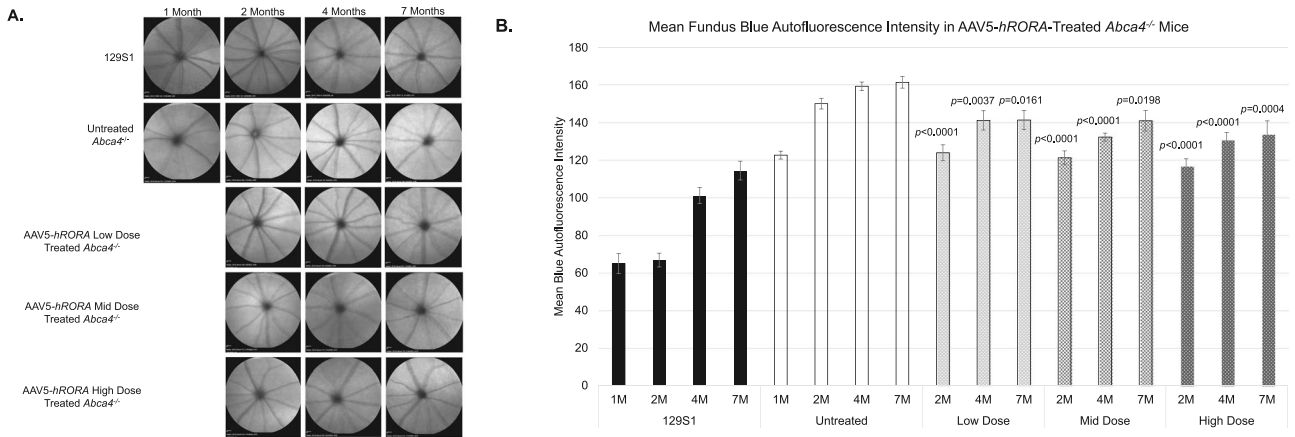 A.
1 Month 2 Months 4 Months 7 Months
129S1
Untreated
Abca4-/-
AAV5-hRORA Low Dose
Treated Abca4-/-
AAV5-hRORA Mid Dose
Treated Abca4-/-
AAV5-hRORA High Dose
Treated Abca4-/-
B.
Mean Fundus Blue Autofluorescence Intensity in AAV5-hRORA-Treated Abca4-/- Mice
Mean Blue Autofluorescence Intensity
180
160
140
120
100
80
60
40
20
0
p<0.0001 p=0.0037 p=0.0161 p<0.0001 p<0.0001 p=0.0198 p<0.0001 p<0.0001 p=0.0004
1M 2M 4M 7M 1M 2M 4M 7M 2M 4M 7M 2M 4M 7M 2M 4M 7M
129S1 Untreated Low Dose Mid Dose High Dose